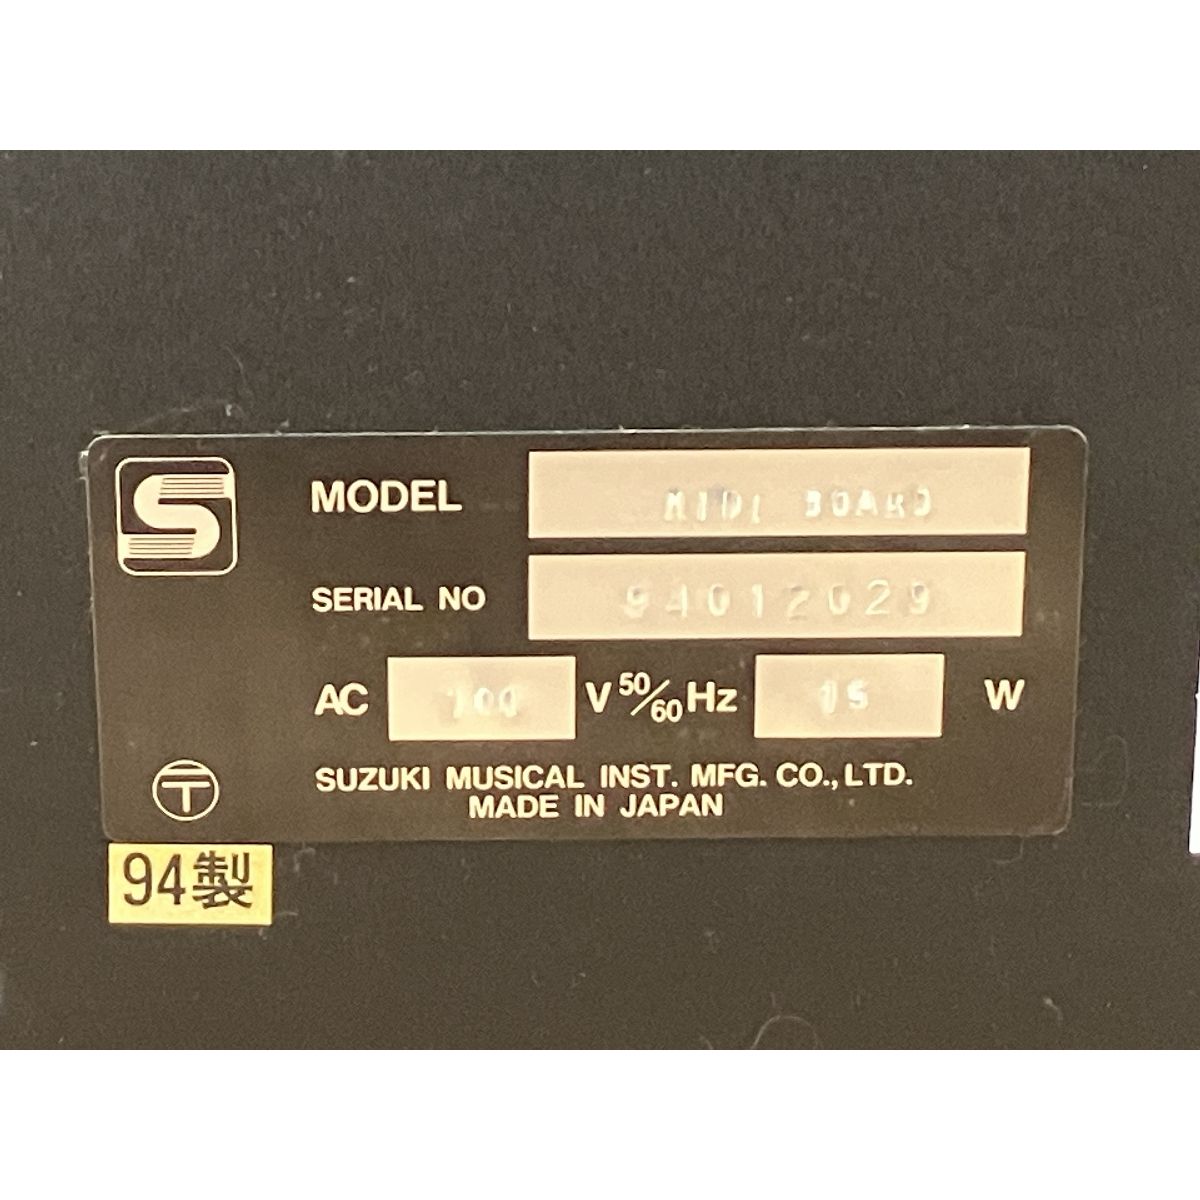 MODEL MIDI BOARD
SERIAL NO 94012029
AC 100 V 50/60 Hz 15 W
SUZUKI MUSICAL INST. MFG. CO., LTD.
MADE IN JAPAN
94製